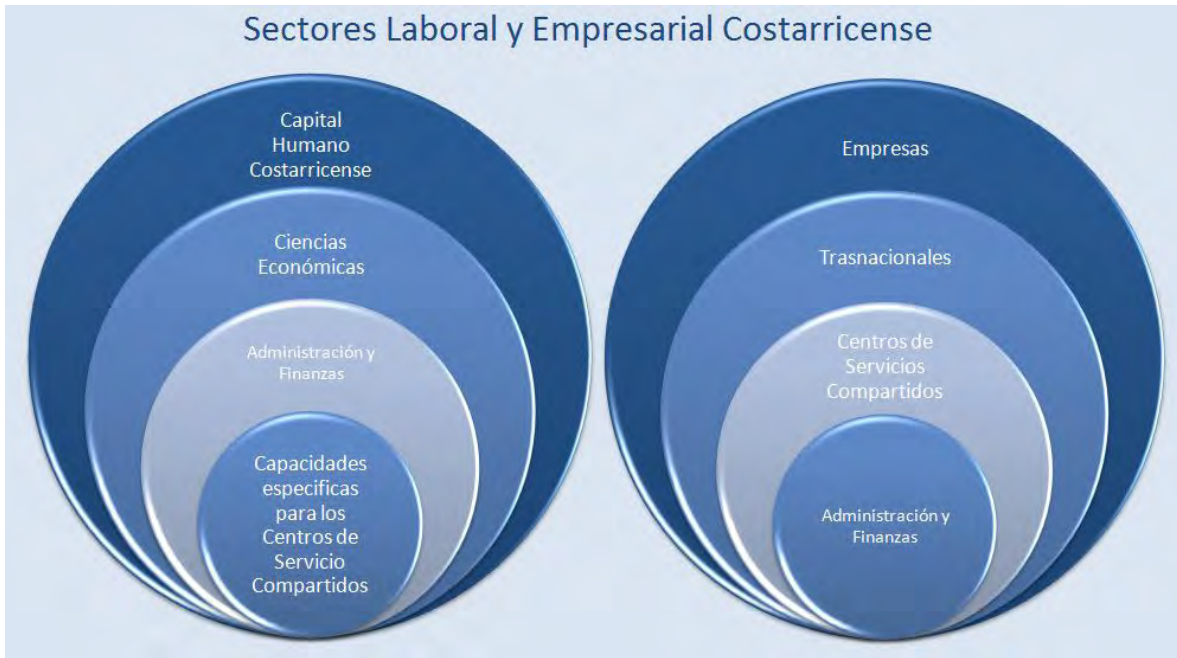 Sectores Laboral y Empresarial Costarricense
Capital
Humano
Costarricense
Ciencias
Económicas
Administración y
Finanzas
Capacidades
especificas
para los
Centros de
Servicio
Compartidos
Empresas
Trasnacionales
Centros de
Servicios
Compartidos
Administración y
Finanzas